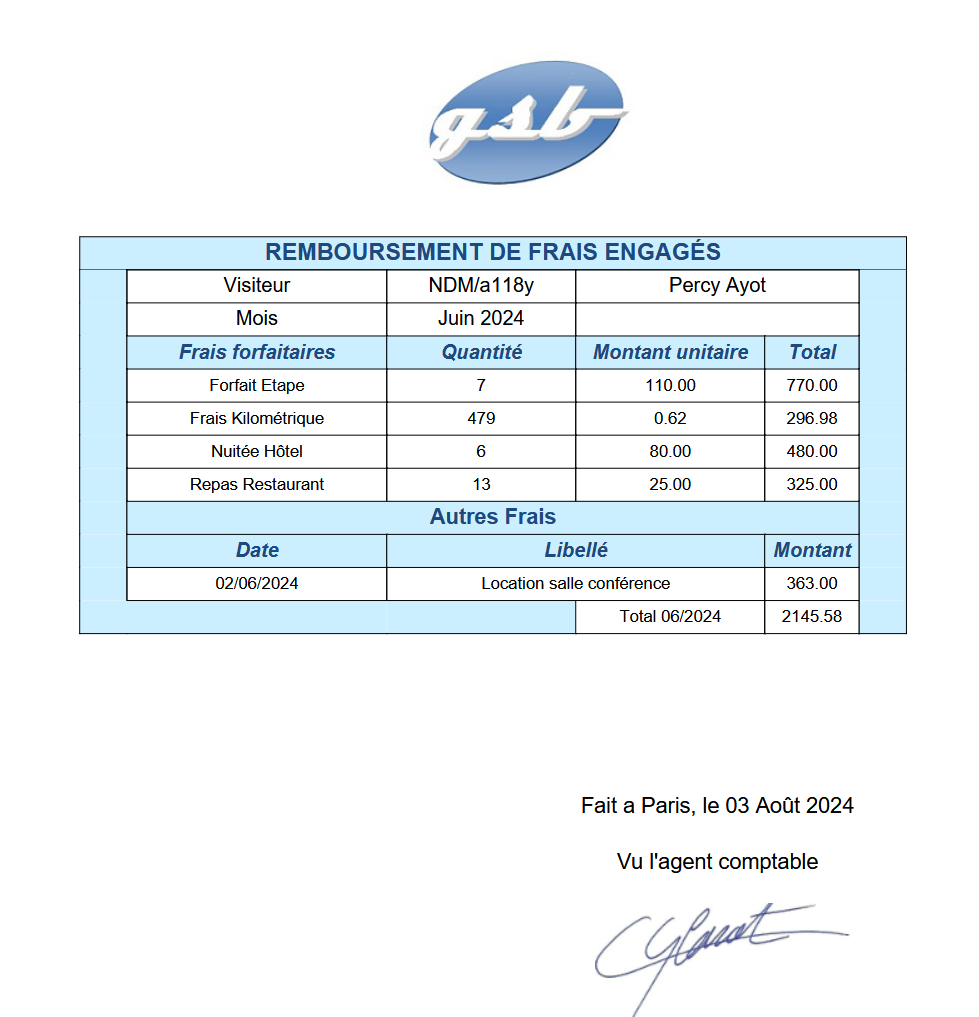 gsb
REMBOURSEMENT DE FRAIS ENGAGÉS
Visiteur NDM/a118y Percy Ayot
Mois Juin 2024
Frais forfaitaires Quantité Montant unitaire Total
Forfait Etape 7 110.00 770.00
Frais Kilométrique 479 0.62 296.98
Nuitée Hôtel 6 80.00 480.00
Repas Restaurant 13 25.00 325.00
Autres Frais
Date Libellé Montant
02/06/2024 Location salle conférence 363.00
Total 06/2024 2145.58
Fait a Paris, le 03 Août 2024
Vu l'agent comptable